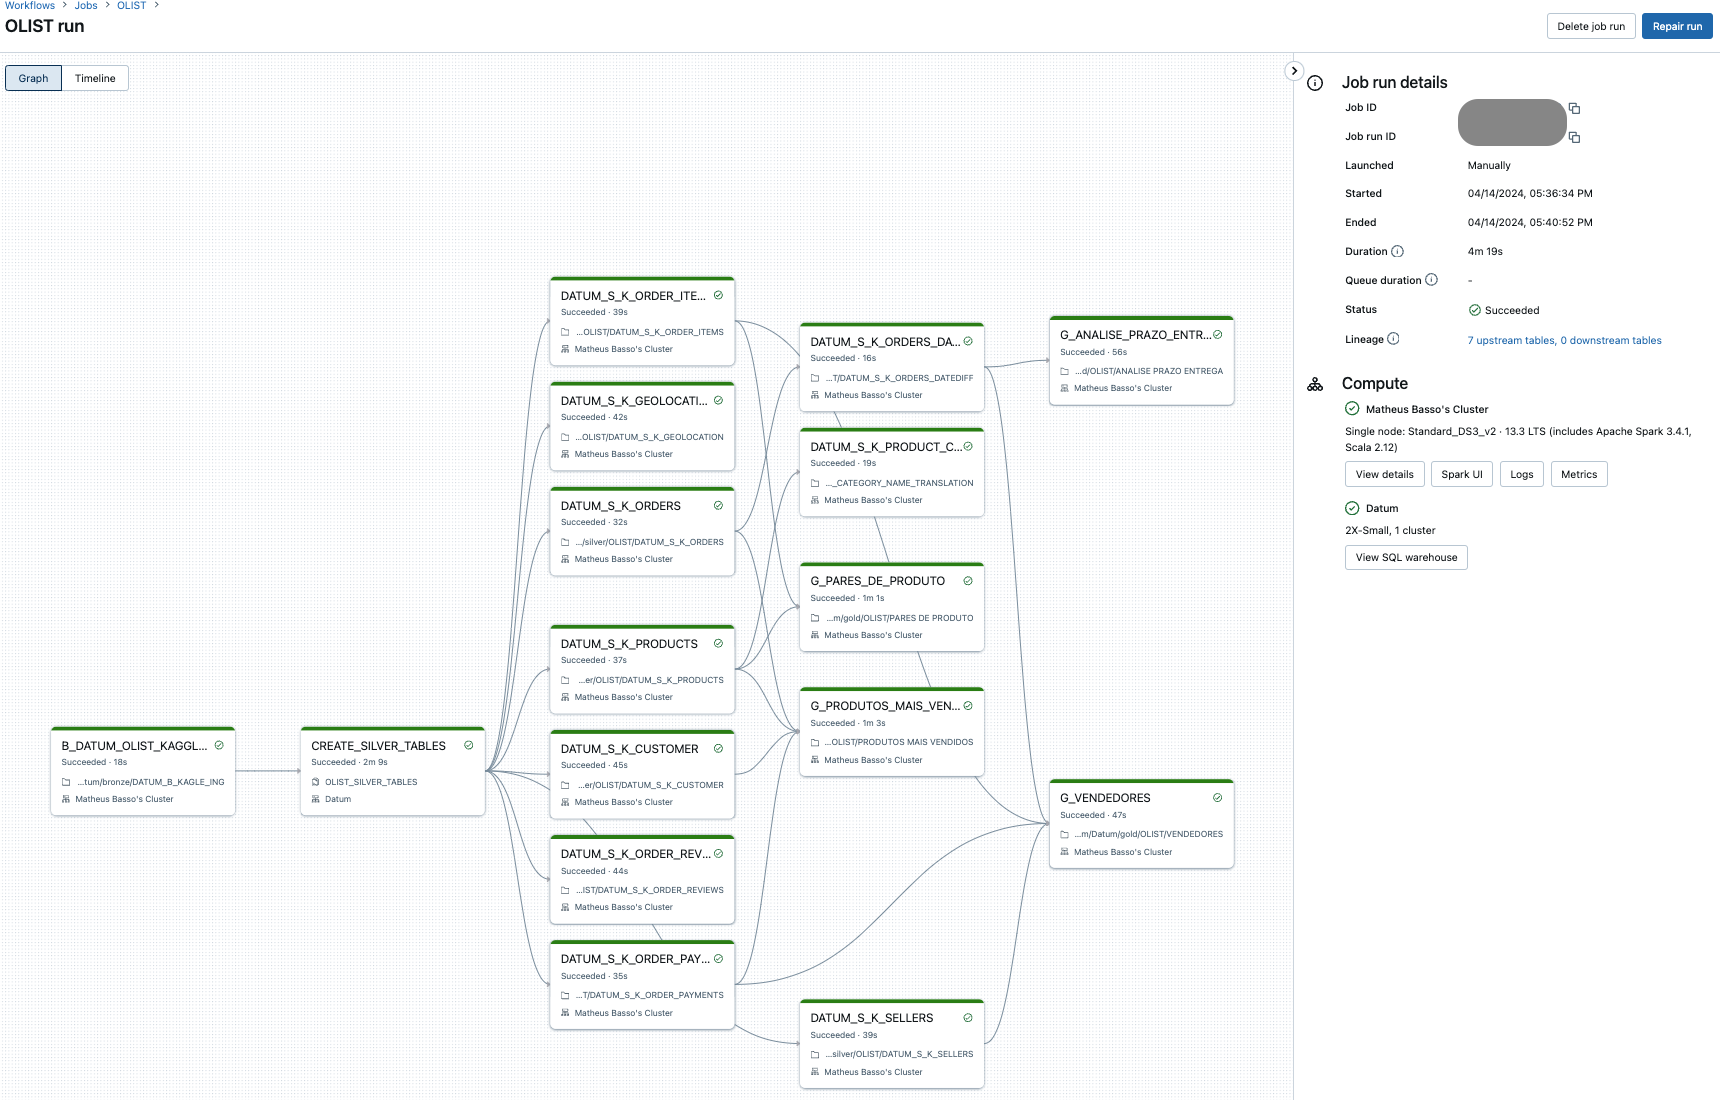 Workflows > Jobs > OLIST >
OLIST run
Delete job run
Repair run
Graph
Timeline
B_DATUM_OLIST_KAGGL...
Succeeded · 18s
...tum/bronze/DATUM_B_KAGLE_ING
Matheus Basso's Cluster
CREATE_SILVER_TABLES
Succeeded · 2m 9s
OLIST_SILVER_TABLES
Datum
DATUM_S_K_ORDER_ITE...
Succeeded · 39s
...OLIST/DATUM_S_K_ORDER_ITEMS
Matheus Basso's Cluster
DATUM_S_K_GEOLOCATI...
Succeeded · 42s
...OLIST/DATUM_S_K_GEOLOCATION
Matheus Basso's Cluster
DATUM_S_K_ORDERS
Succeeded · 32s
.../silver/OLIST/DATUM_S_K_ORDERS
Matheus Basso's Cluster
DATUM_S_K_PRODUCTS
Succeeded · 37s
...er/OLIST/DATUM_S_K_PRODUCTS
Matheus Basso's Cluster
DATUM_S_K_CUSTOMER
Succeeded · 45s
...er/OLIST/DATUM_S_K_CUSTOMER
Matheus Basso's Cluster
DATUM_S_K_ORDER_REV...
Succeeded · 44s
...IST/DATUM_S_K_ORDER_REVIEWS
Matheus Basso's Cluster
DATUM_S_K_ORDER_PAY...
Succeeded · 35s
...T/DATUM_S_K_ORDER_PAYMENTS
Matheus Basso's Cluster
DATUM_S_K_ORDERS_DA...
Succeeded · 16s
...T/DATUM_S_K_ORDERS_DATEDIFF
Matheus Basso's Cluster
DATUM_S_K_PRODUCT_C...
Succeeded · 19s
..._CATEGORY_NAME_TRANSLATION
Matheus Basso's Cluster
G_PARES_DE_PRODUTO
Succeeded · 1m 1s
...m/gold/OLIST/PARES DE PRODUTO
Matheus Basso's Cluster
G_PRODUTOS_MAIS_VEN...
Succeeded · 1m 3s
...OLIST/PRODUTOS MAIS VENDIDOS
Matheus Basso's Cluster
DATUM_S_K_SELLERS
Succeeded · 39s
...silver/OLIST/DATUM_S_K_SELLERS
Matheus Basso's Cluster
G_ANALISE_PRAZO_ENTR...
Succeeded · 56s
...d/OLIST/ANALISE PRAZO ENTREGA
Matheus Basso's Cluster
G_VENDEDORES
Succeeded · 47s
...m/Datum/gold/OLIST/VENDEDORES
Matheus Basso's Cluster
Job run details
Job ID
Job run ID
Launched Manually
Started 04/14/2024, 05:36:34 PM
Ended 04/14/2024, 05:40:52 PM
Duration 4m 19s
Queue duration -
Status Succeeded
Lineage 7 upstream tables, 0 downstream tables
Compute
Matheus Basso's Cluster
Single node: Standard_DS3_v2 · 13.3 LTS (includes Apache Spark 3.4.1,
Scala 2.12)
View details
Spark UI
Logs
Metrics
Datum
2X-Small, 1 cluster
View SQL warehouse